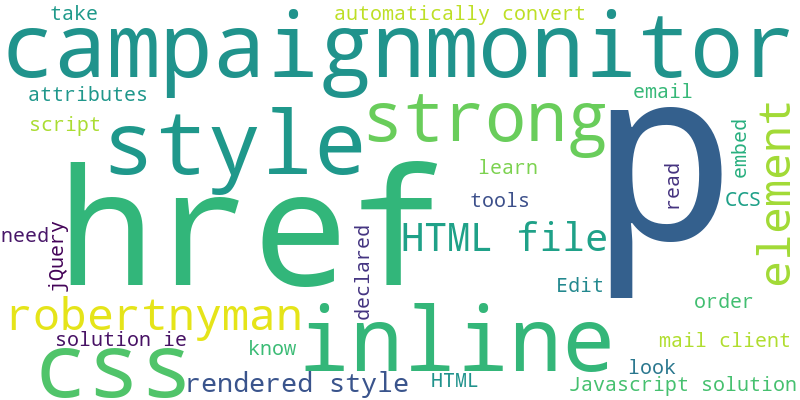 take
automatically convert
campaignmonitor
attributes
email
script
style
strong
p
element
embed
learn
read
href
tools
CCS
need
jQuery
declared
HTML file
Edit
order
robertnyman
solution ie
inline
know
mail client
css
rendered style
HTML
look
Javascript solution